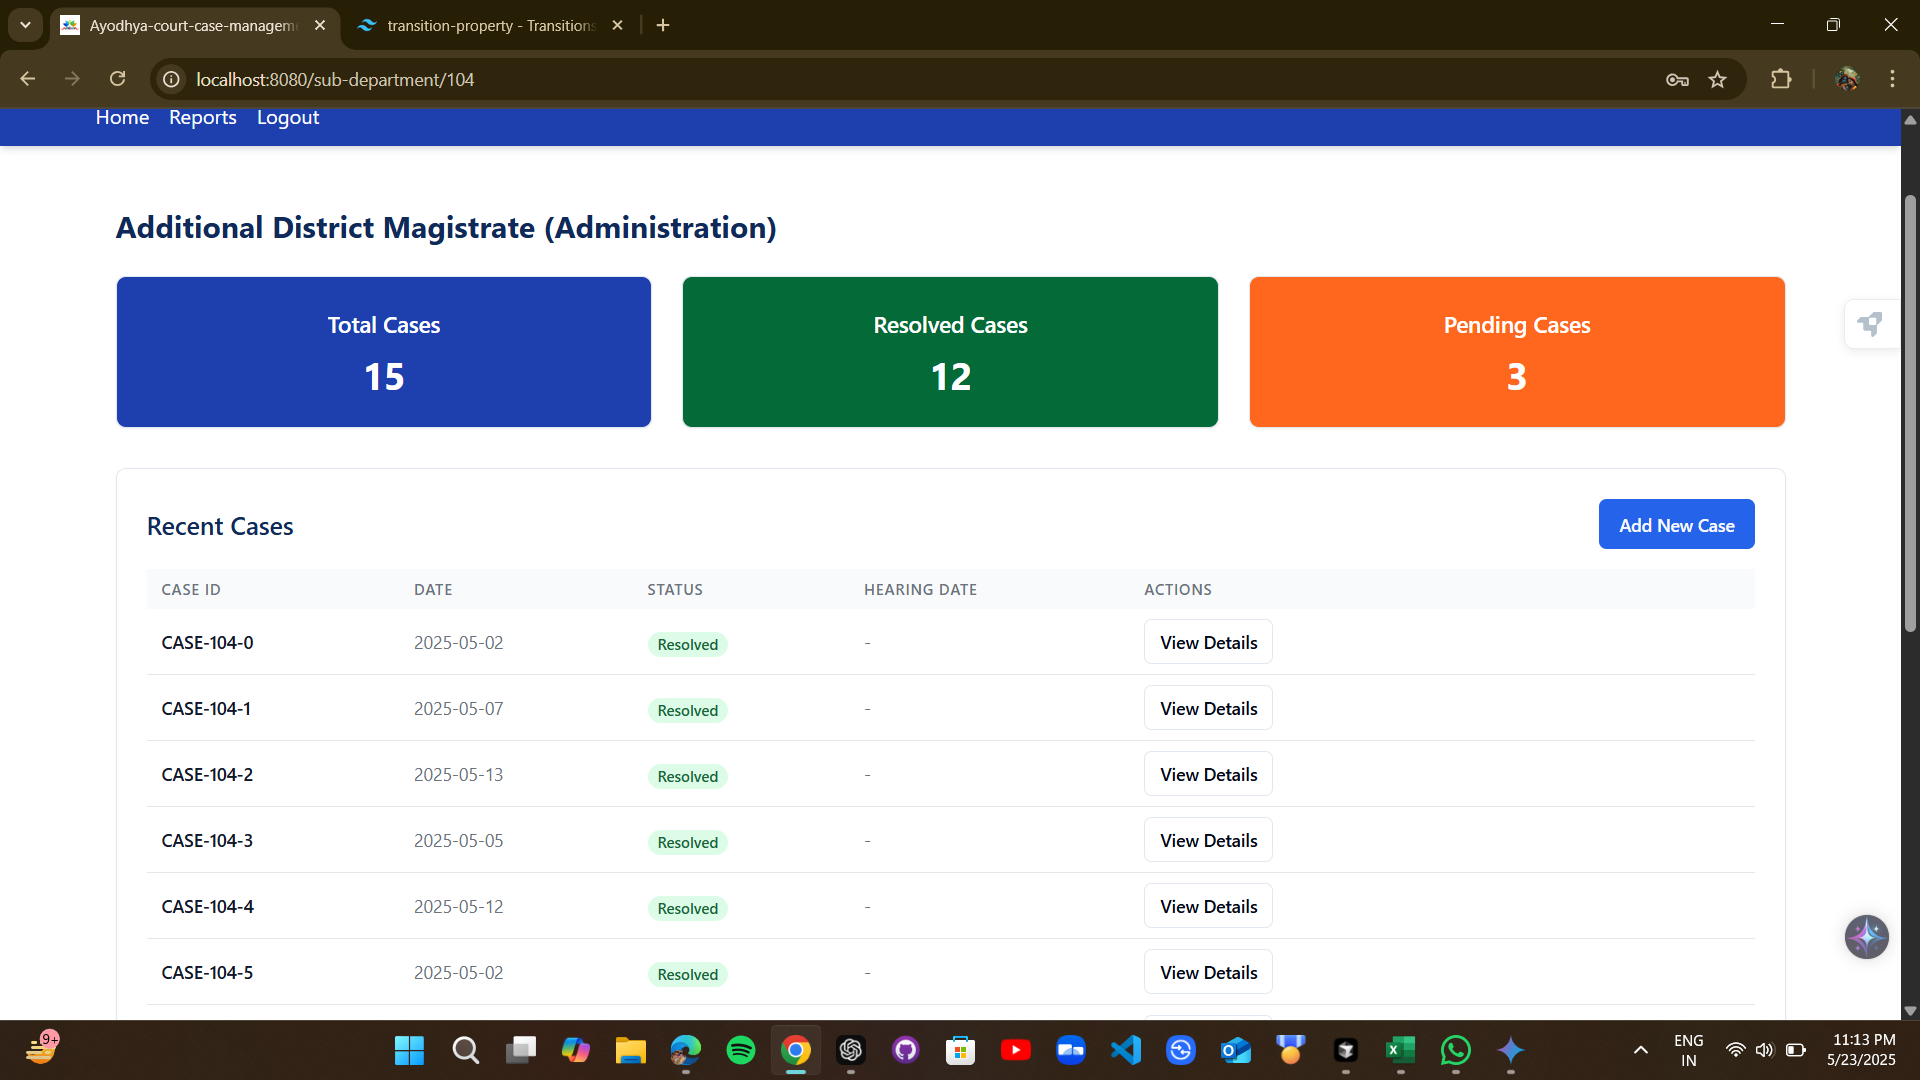 Ayodhya-court-case-managem
transition-property - Transitions
localhost:8080/sub-department/104
Home Reports Logout
Additional District Magistrate (Administration)
Total Cases
15
Resolved Cases
12
Pending Cases
3
Recent Cases
Add New Case
CASE ID DATE STATUS HEARING DATE ACTIONS
CASE-104-0 2025-05-02 Resolved - View Details
CASE-104-1 2025-05-07 Resolved - View Details
CASE-104-2 2025-05-13 Resolved - View Details
CASE-104-3 2025-05-05 Resolved - View Details
CASE-104-4 2025-05-12 Resolved - View Details
CASE-104-5 2025-05-02 Resolved - View Details
9+
ENG
IN
11:13 PM
5/23/2025